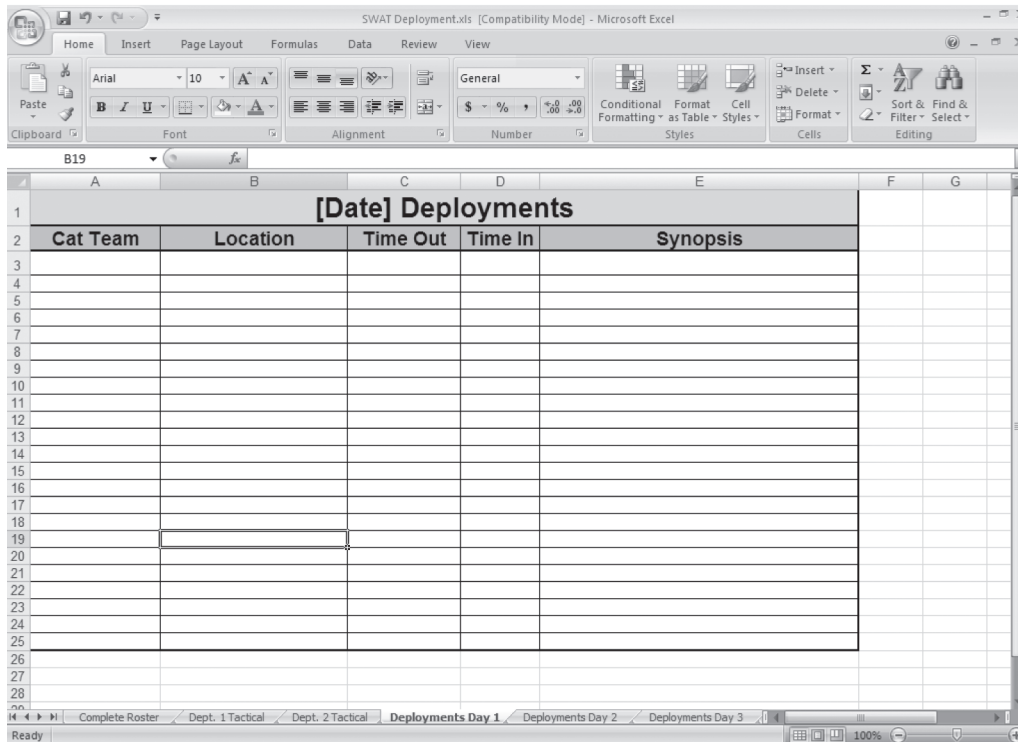 SWAT Deployment.xls [Compatibility Mode] - Microsoft Excel
Home Insert Page Layout Formulas Data Review View
Arial 10 A A General Insert Σ
Paste Conditional Format Cell Delete Sort & Find &
B I U A $ % , .0 .00 .00 .0 Formatting as Table Styles Format Filter Select
Clipboard Font Alignment Number Styles Cells Editing
B19 fx
A B C D E F G
1 [Date] Deployments
2 Cat Team Location Time Out Time In Synopsis
3
4
5
6
7
8
9
10
11
12
13
14
15
16
17
18
19
20
21
22
23
24
25
26
27
28
Complete Roster Dept. 1 Tactical Dept. 2 Tactical Deployments Day 1 Deployments Day 2 Deployments Day 3
Ready 100%